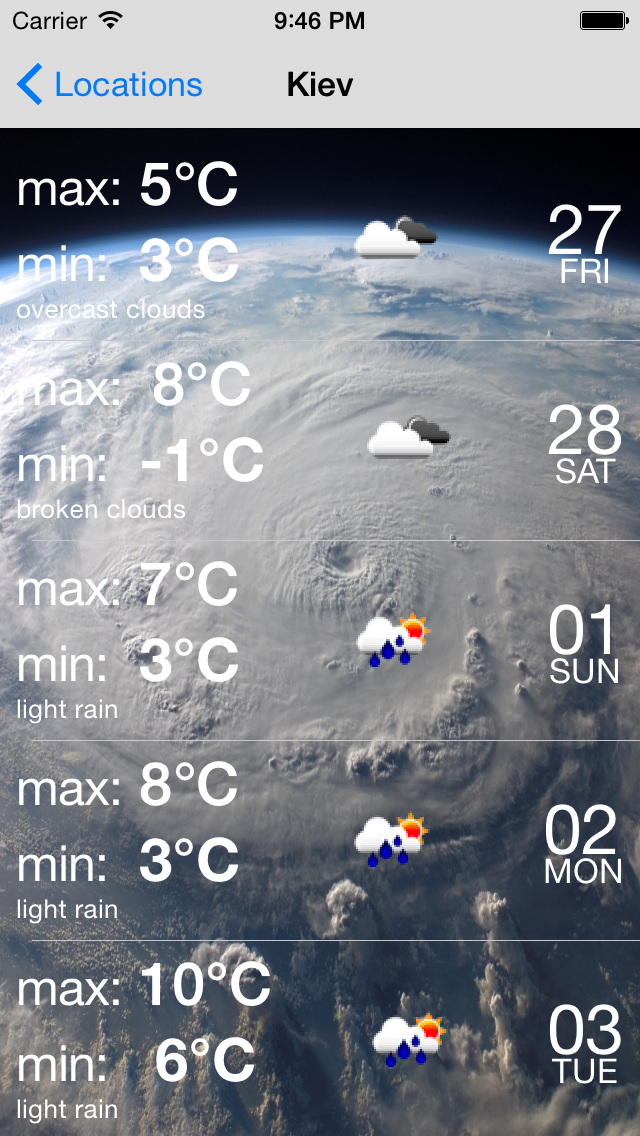 Carrier 9:46 PM
Locations Kiev
max: 5°C
min: 3°C
overcast clouds
27
FRI
max: 8°C
min: -1°C
broken clouds
28
SAT
max: 7°C
min: 3°C
light rain
01
SUN
max: 8°C
min: 3°C
light rain
02
MON
max: 10°C
min: 6°C
light rain
03
TUE